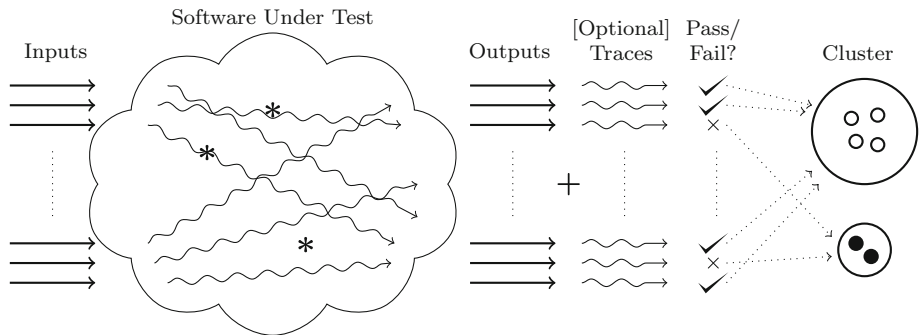 Software Under Test
Inputs
Outputs
[Optional]
Traces
Pass/
Fail?
Cluster
*
*
*
+